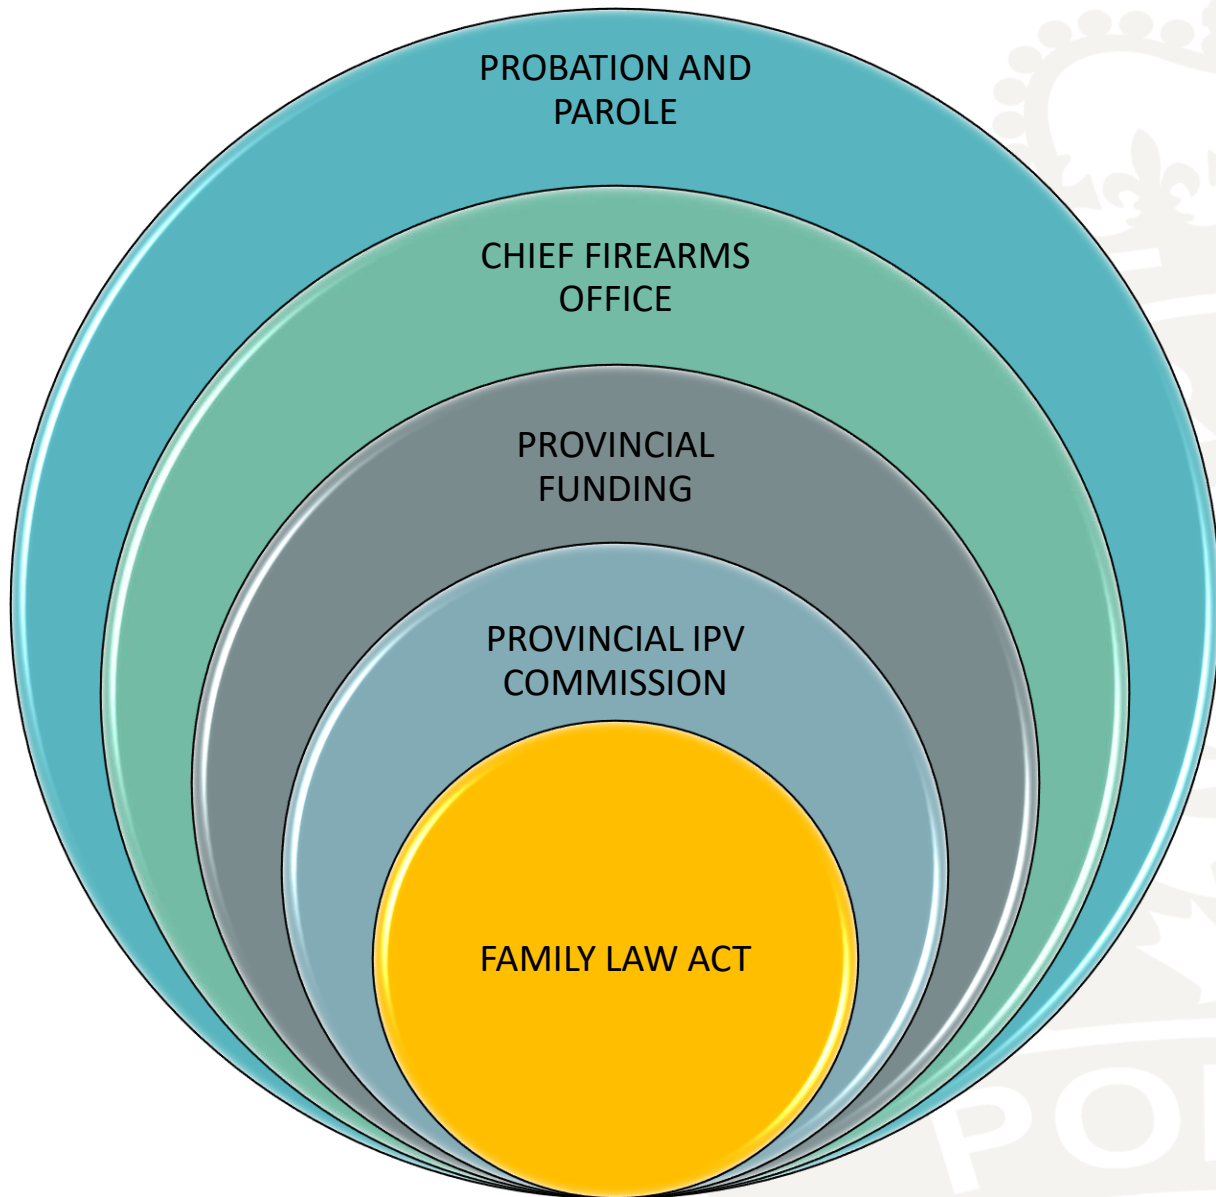 PROBATION AND
PAROLE
CHIEF FIREARMS
OFFICE
PROVINCIAL
FUNDING
PROVINCIAL IPV
COMMISSION
FAMILY LAW ACT